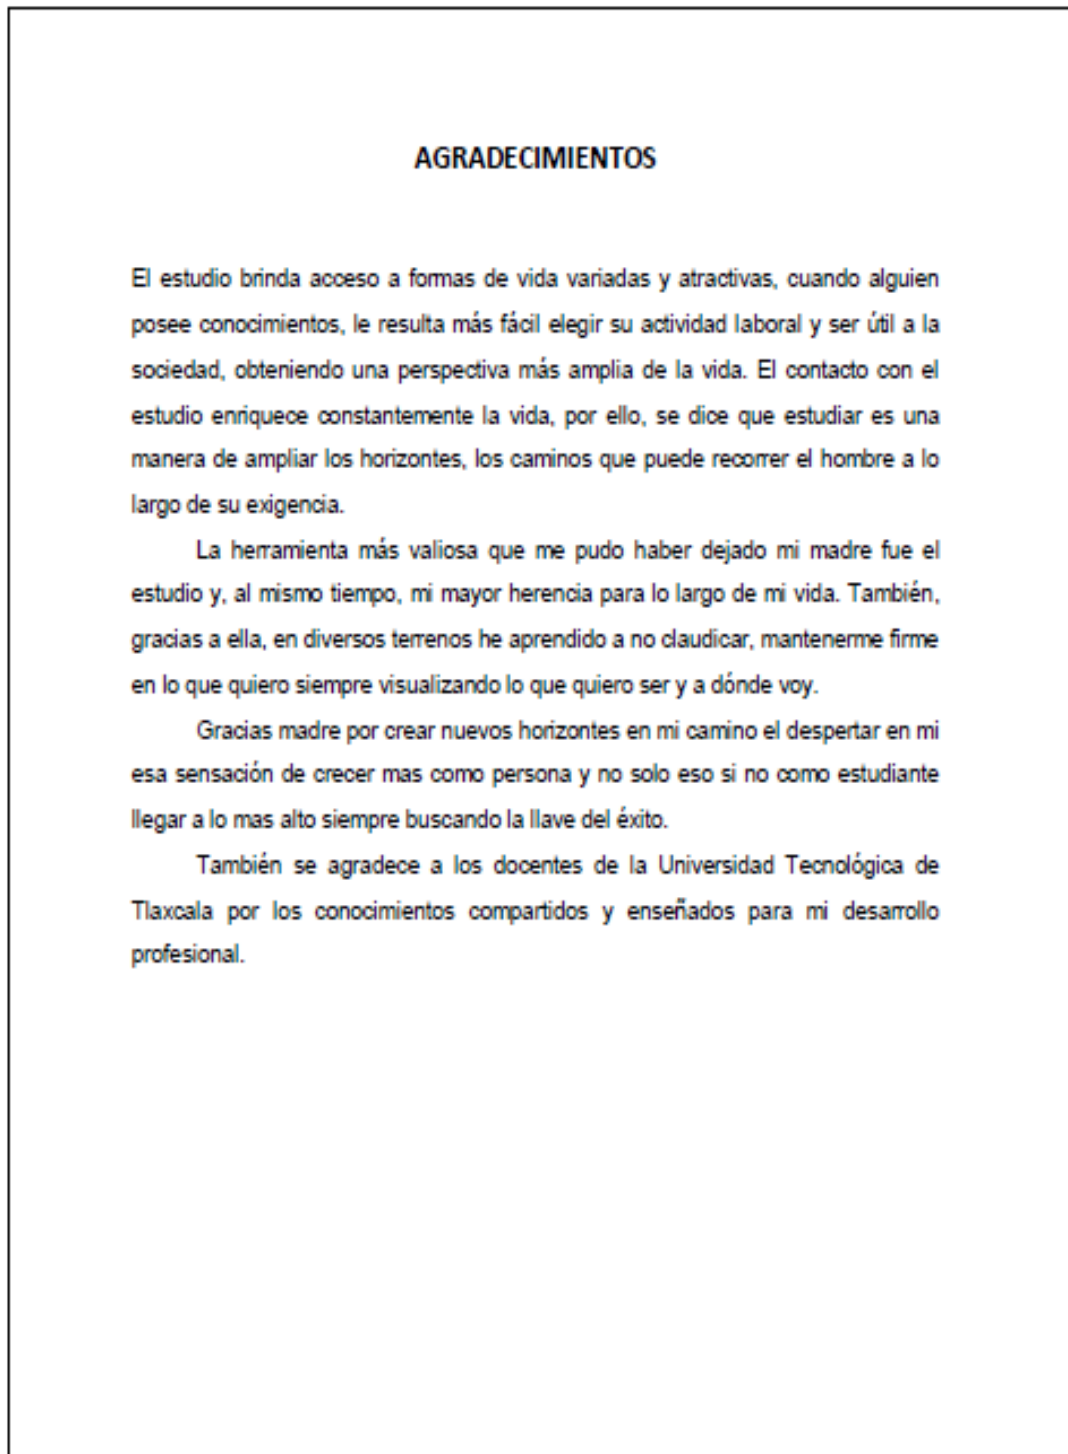 AGRADECIMIENTOS
El estudio brinda acceso a formas de vida variadas y atractivas, cuando alguien
posee conocimientos, le resulta más fácil elegir su actividad laboral y ser útil a la
sociedad, obteniendo una perspectiva más amplia de la vida. El contacto con el
estudio enriquece constantemente la vida, por ello, se dice que estudiar es una
manera de ampliar los horizontes, los caminos que puede recorrer el hombre a lo
largo de su exigencia.
La herramienta más valiosa que me pudo haber dejado mi madre fue el
estudio y, al mismo tiempo, mi mayor herencia para lo largo de mi vida. También,
gracias a ella, en diversos terrenos he aprendido a no claudicar, mantenerme firme
en lo que quiero siempre visualizando lo que quiero ser y a dónde voy.
Gracias madre por crear nuevos horizontes en mi camino el despertar en mi
esa sensación de crecer mas como persona y no solo eso si no como estudiante
llegar a lo mas alto siempre buscando la llave del éxito.
También se agradece a los docentes de la Universidad Tecnológica de
Tlaxcala por los conocimientos compartidos y enseñados para mi desarrollo
profesional.